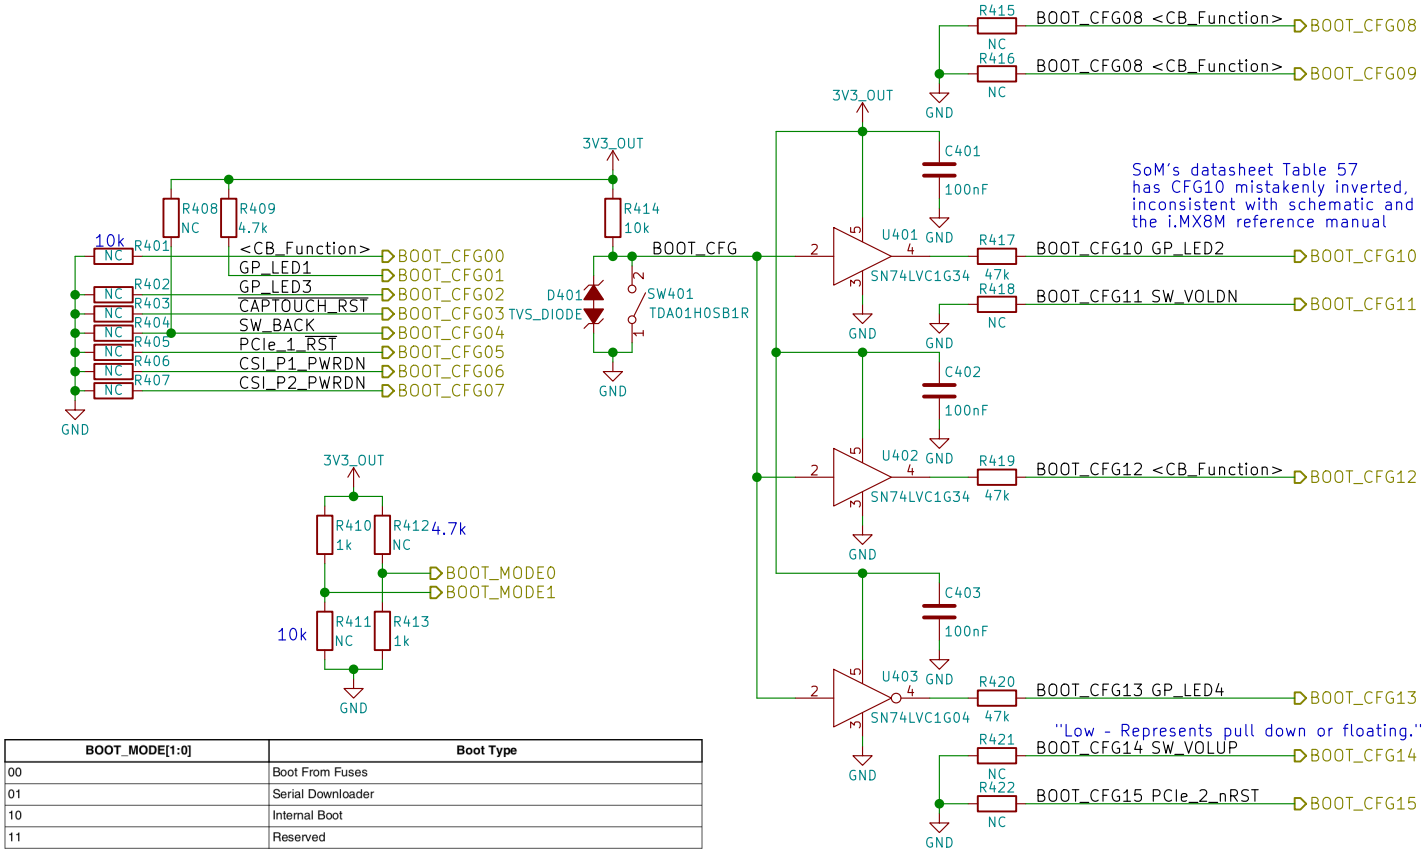 R415
BOOT_CFG08 <CB_Function>
BOOT_CFG08
NC
R416
BOOT_CFG08 <CB_Function>
BOOT_CFG09
NC
GND
3V3_OUT
C401
100nF
GND
SoM's datasheet Table 57
has CFG10 mistakenly inverted,
inconsistent with schematic and
the i.MX8M reference manual
3V3_OUT
R408
NC
R409
4.7k
R414
10k
10k
R401
NC
<CB_Function>
BOOT_CFG00
GP_LED1
BOOT_CFG01
R402
NC
GP_LED3
BOOT_CFG02
R403
NC
CAPTOUCH_RST
BOOT_CFG03
R404
NC
SW_BACK
BOOT_CFG04
R405
NC
PCIe_1_RST
BOOT_CFG05
R406
NC
CSI_P1_PWRDN
BOOT_CFG06
R407
NC
CSI_P2_PWRDN
BOOT_CFG07
GND
BOOT_CFG
D401
TVS_DIODE
2
SW401
TDA01H0SB1R
1
GND
2
5
U401
4
SN74LVC1G34
3
GND
R417
47k
BOOT_CFG10 GP_LED2
BOOT_CFG10
R418
NC
BOOT_CFG11 SW_VOLDN
BOOT_CFG11
GND
C402
100nF
GND
2
5
U402
4
SN74LVC1G34
3
GND
R419
47k
BOOT_CFG12 <CB_Function>
BOOT_CFG12
3V3_OUT
R410
1k
R412
NC
4.7k
BOOT_MODE0
BOOT_MODE1
10k
R411
NC
R413
1k
GND
C403
100nF
GND
2
5
U403
4
SN74LVC1G04
3
GND
R420
47k
BOOT_CFG13 GP_LED4
BOOT_CFG13
"Low - Represents pull down or floating."
R421
NC
BOOT_CFG14 SW_VOLUP
BOOT_CFG14
R422
NC
BOOT_CFG15 PCIe_2_nRST
BOOT_CFG15
GND
BOOT_MODE[1:0] Boot Type
00 Boot From Fuses
01 Serial Downloader
10 Internal Boot
11 Reserved